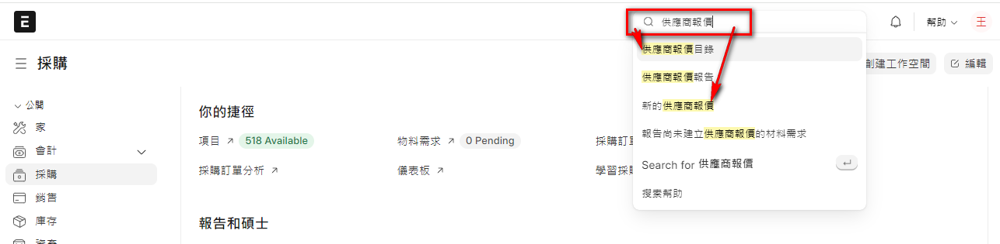 E
供應商報價
幫助
王
採購
創建工作空間
編輯
供應商報價目錄
供應商報價報告
新的供應商報價
報告尚未建立供應商報價的材料需求
Search for 供應商報價
搜索幫助
公開
家
會計
採購
銷售
庫存
資產
你的捷徑
項目 518 Available
物料需求 0 Pending
採購訂單
採購訂單分析
儀表板
學習採購
報告和碩士